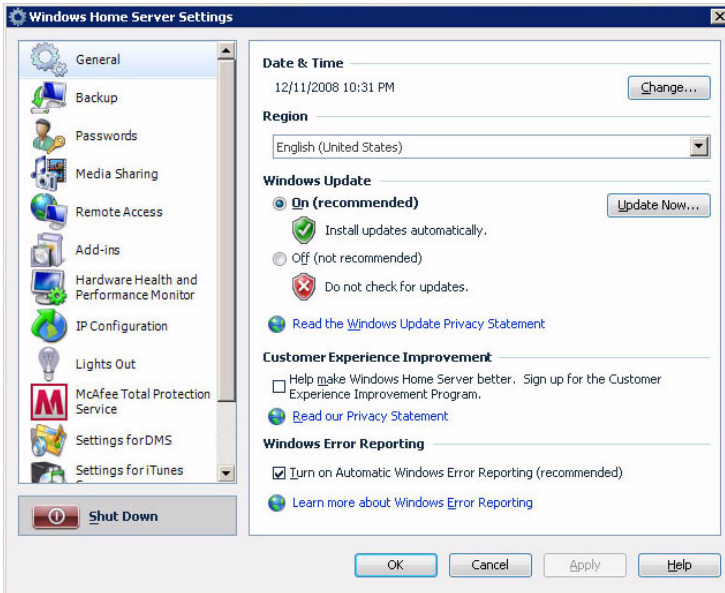 Windows Home Server Settings
General
Backup
Passwords
Media Sharing
Remote Access
Add-ins
Hardware Health and
Performance Monitor
IP Configuration
Lights Out
McAfee Total Protection
Service
Settings for DMS
Settings for iTunes
Shut Down
Date & Time
12/11/2008 10:31 PM
Change...
Region
English (United States)
Windows Update
On (recommended)
Update Now...
Install updates automatically.
Off (not recommended)
Do not check for updates.
Read the Windows Update Privacy Statement
Customer Experience Improvement
Help make Windows Home Server better. Sign up for the Customer
Experience Improvement Program.
Read our Privacy Statement
Windows Error Reporting
Turn on Automatic Windows Error Reporting (recommended)
Learn more about Windows Error Reporting
OK
Cancel
Apply
Help